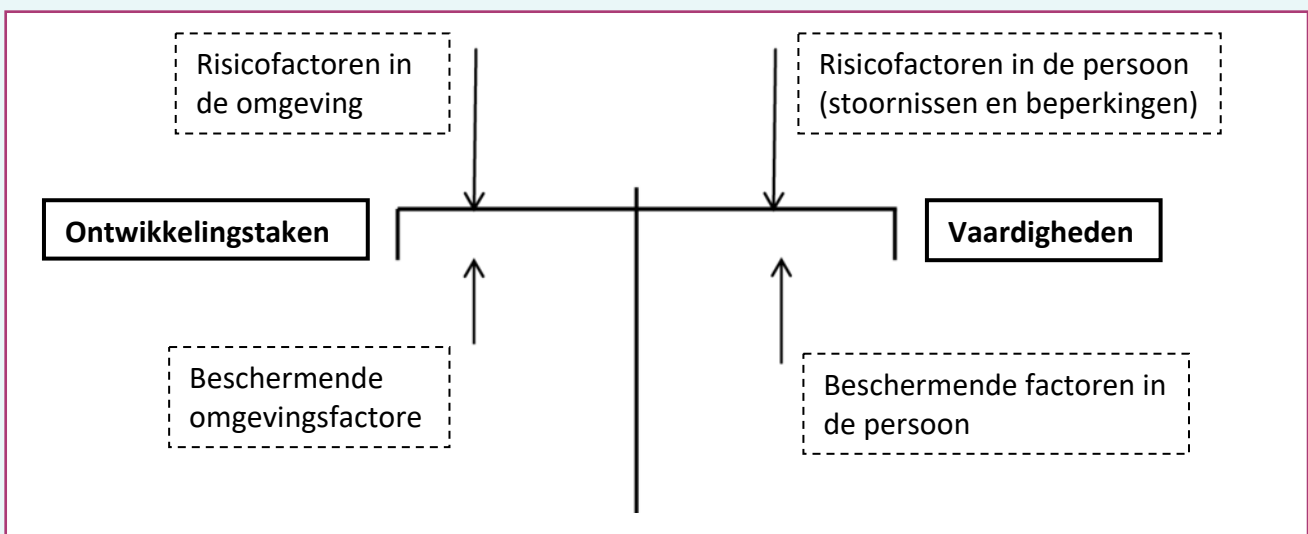 Risicofactoren in
de omgeving
Risicofactoren in de persoon
(stoornissen en beperkingen)
Ontwikkelingstaken
Vaardigheden
Beschermende
omgevingsfactore
Beschermende factoren in
de persoon